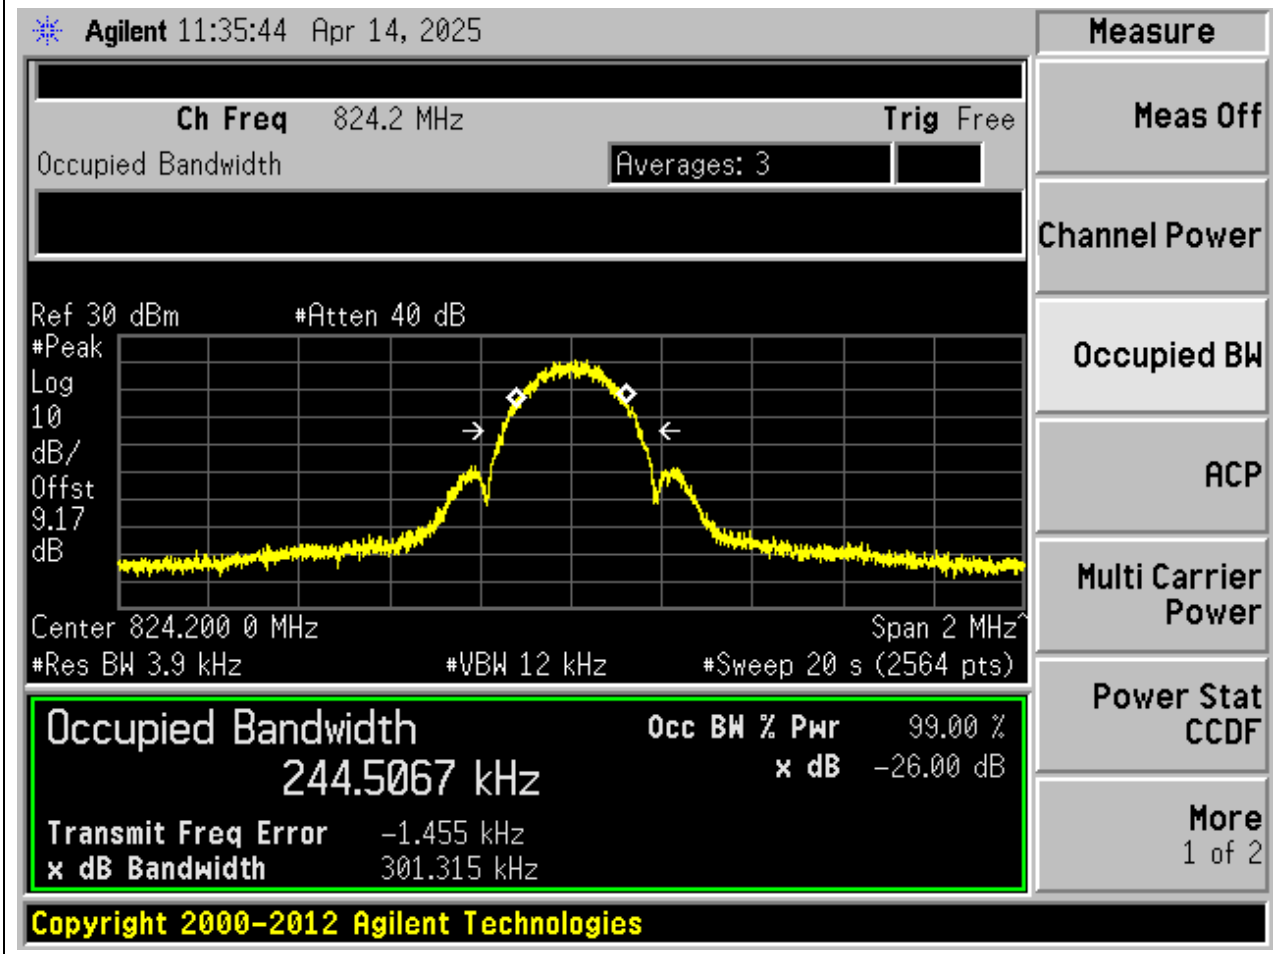 Agilent 11:35:44 Apr 14, 2025
Measure
Ch Freq 824.2 MHz Trig Free
Occupied Bandwidth Averages: 3
Ref 30 dBm #Atten 40 dB
#Peak
Log
10
dB/
Offst
9.17
dB
Center 824.200 0 MHz Span 2 MHz^
#Res BW 3.9 kHz #VBW 12 kHz #Sweep 20 s (2564 pts)
Occupied Bandwidth Occ BW % Pwr 99.00 %
244.5067 kHz x dB -26.00 dB
Transmit Freq Error -1.455 kHz
x dB Bandwidth 301.315 kHz
Meas Off
Channel Power
Occupied BW
ACP
Multi Carrier
Power
Power Stat
CCDF
More
1 of 2
Copyright 2000-2012 Agilent Technologies